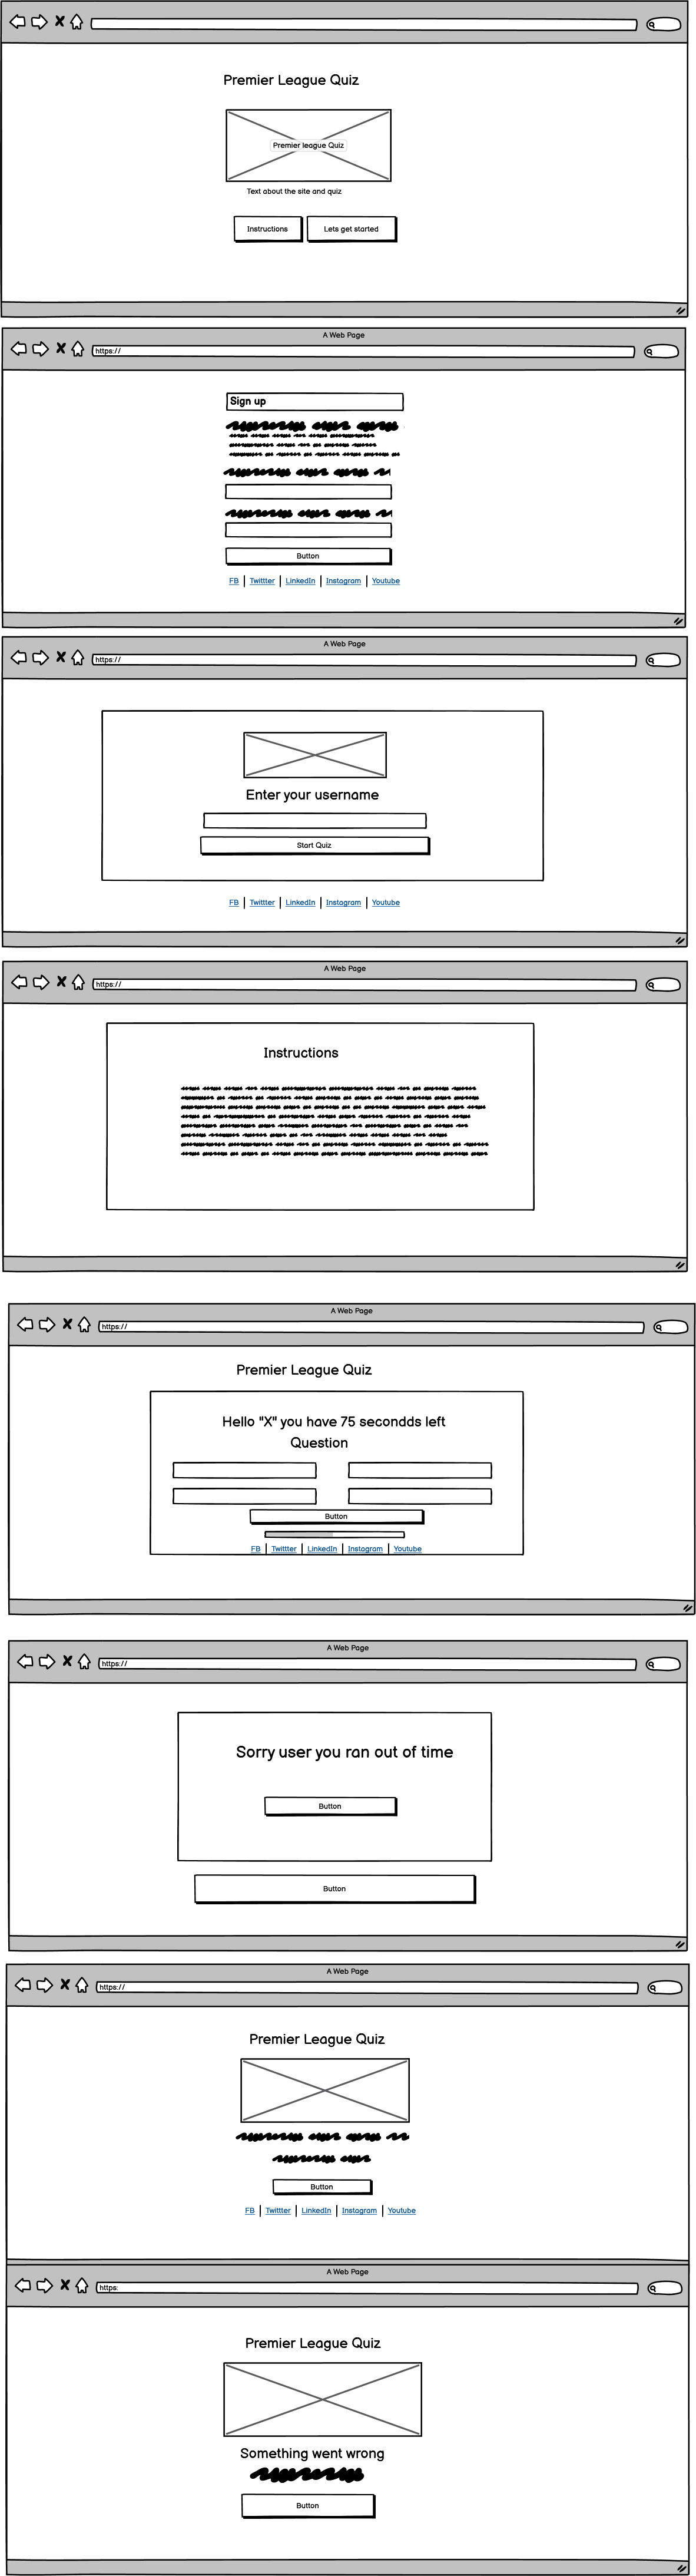 Premier League Quiz
Premier league Quiz
Text about the site and quiz
Instructions Lets get started
A Web Page
https://
Sign up
Button
FB Twittter LinkedIn Instagram Youtube
A Web Page
https://
Enter your username
Start Quiz
FB Twittter LinkedIn Instagram Youtube
A Web Page
https://
Instructions
A Web Page
https://
Premier League Quiz
Hello "X" you have 75 secondds left
Question
Button
FB Twittter LinkedIn Instagram Youtube
A Web Page
https://
Sorry user you ran out of time
Button
Button
A Web Page
https://
Premier League Quiz
Button
FB Twittter LinkedIn Instagram Youtube
A Web Page
https:
Premier League Quiz
Something went wrong
Button